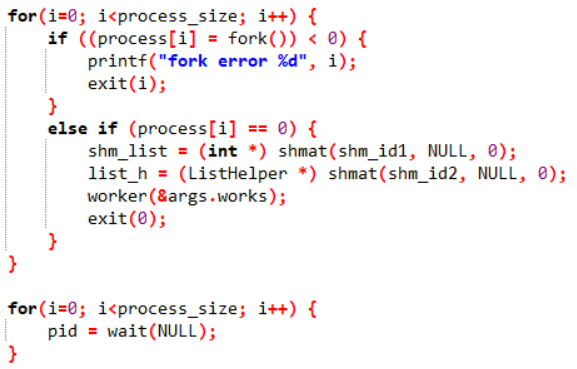 for(i=0; i<process_size; i++) {
    if ((process[i] = fork()) < 0) {
        printf("fork error %d", i);
        exit(i);
    }
    else if (process[i] == 0) {
        shm_list = (int *) shmat(shm_id1, NULL, 0);
        list_h = (ListHelper *) shmat(shm_id2, NULL, 0);
        worker(&args.works);
        exit(0);
    }
}

for(i=0; i<process_size; i++) {
    pid = wait(NULL);
}